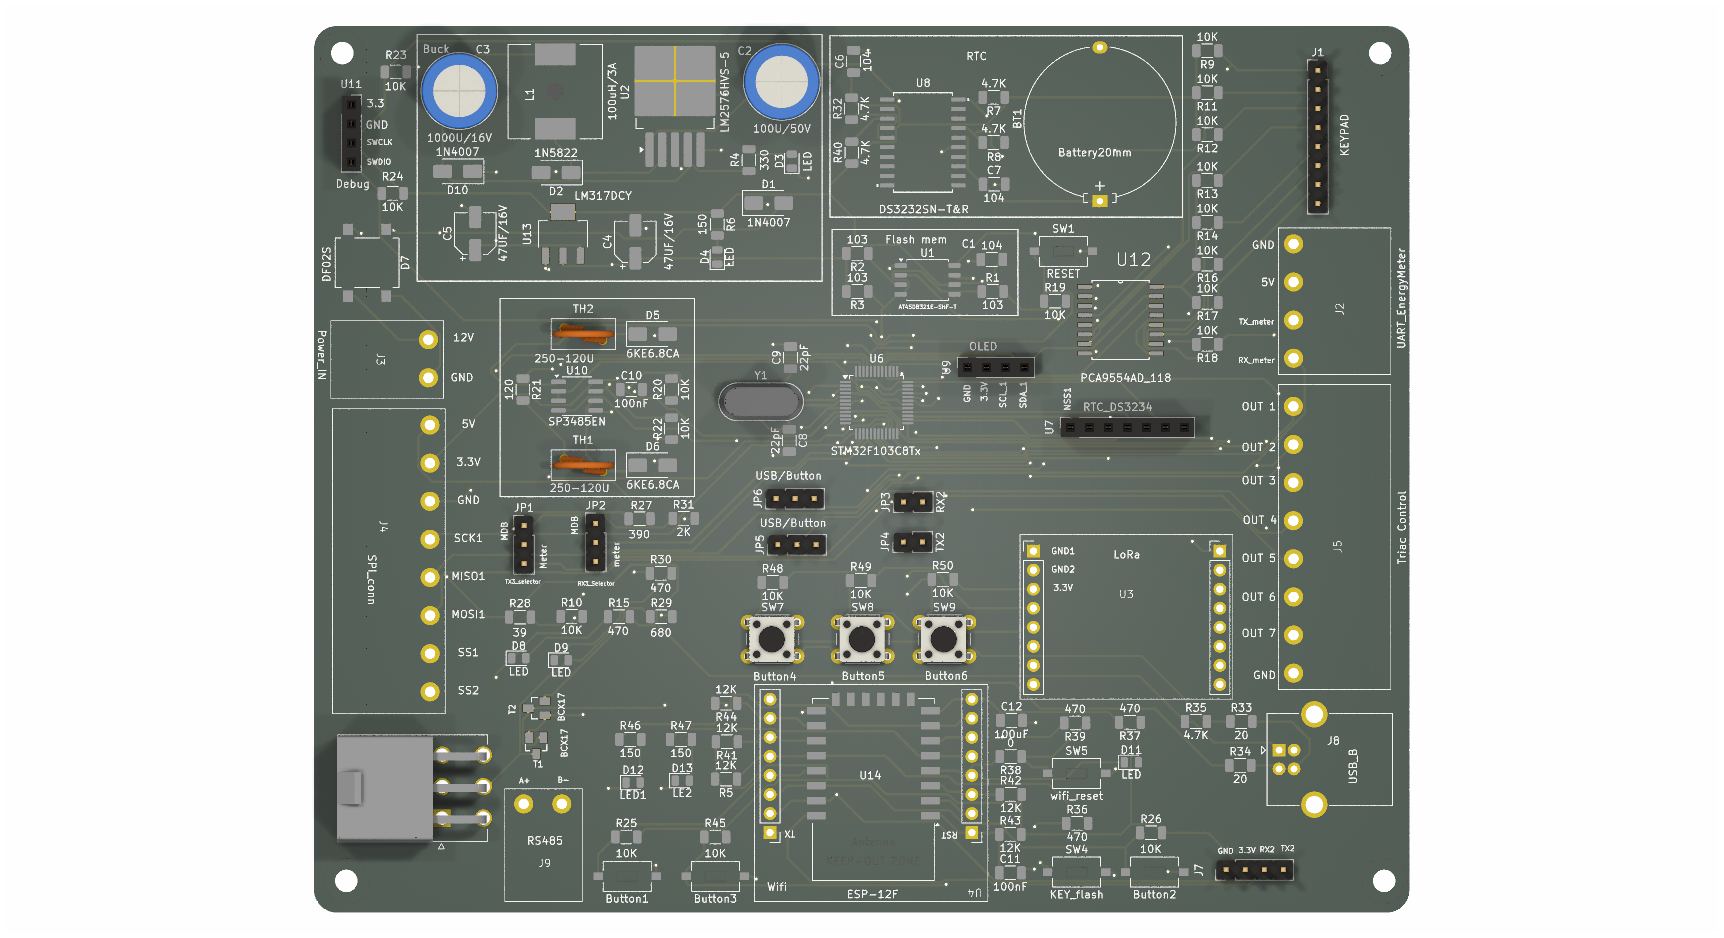 R23
10K
U11
3.3
GND
SWCLK
SWDIO
Debug
R24
10K
Buck
C3
1000U/16V
L1
100uH/3A
U2
LM2576HVS-5
C2
100U/50V
1N4007
D10
1N5822
D2
R4
330
D3
LED
D1
1N4007
LM317DCY
C5
47UF/16V
U13
C4
47UF/16V
150
R6
D4
LED
DF02S
D7
RTC
C6
104
U8
R32
4.7K
R40
4.7K
4.7K
R7
4.7K
R8
C7
104
BT1
Battery20mm
+
DS3232SN-T&R
10K
R9
10K
R11
10K
R12
10K
R13
10K
R14
10K
R16
10K
R17
10K
R18
J1
KEYPAD
Flash mem
103
R2
103
R3
U1
C1
104
R1
103
AT45DB321E-SHF-T
SW1
RESET
R19
10K
U12
PCA9554AD_118
GND
5V
TX_meter
RX_meter
J2
UART_EnergyMeter
Power_IN
J3
12V
GND
TH2
250-120U
D5
6KE6.8CA
120
R21
U10
SP3485EN
C10
100nF
R20
10K
R22
10K
TH1
250-120U
D6
6KE6.8CA
C9
22pF
Y1
22pF
C8
U6
STM32F103C8Tx
OLED
U9
GND
3.3V
SCL_1
SDA_1
NSS1
RTC_DS3234
U7
OUT 1
OUT 2
OUT 3
OUT 4
OUT 5
OUT 6
OUT 7
GND
J5
Triac Control
5V
3.3V
GND
SCK1
MISO1
MOSI1
SS1
SS2
J4
SPI_conn
USB/Button
JP6
USB/Button
JP5
JP3
RX2
JP4
TX2
JP1
MDB
Meter
TX3_selector
JP2
MDB
meter
RX3_Selector
R27
390
R31
2K
R30
470
R28
39
R10
10K
R15
470
R29
680
D8
LED
D9
LED
R48
10K
SW7
Button4
R49
10K
SW8
Button5
R50
10K
SW9
Button6
GND1
GND2
3.3V
LoRa
U3
T2
BCX17
BCX17
T1
A+
B-
RS485
J9
R46
150
R47
150
D12
LED1
D13
LE2
12K
R44
12K
R41
12K
R5
R25
10K
Button1
R45
10K
Button3
U14
TX
RST
Antenna
KEEP-OUT ZONE
Wifi
ESP-12F
U4
C12
100uF
0
R38
R42
12K
R43
12K
C11
100nF
470
R39
SW5
wifi_reset
R36
470
SW4
KEY_flash
470
R37
D11
LED
R26
10K
Button2
R35
4.7K
R33
20
R34
20
J8
USB_B
J7
GND
3.3V
RX2
TX2